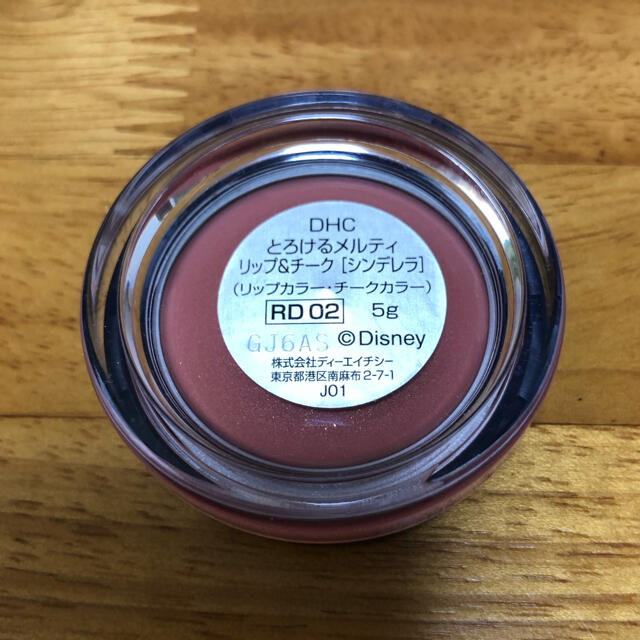 DHC
とろけるメルティ
リップ&チーク [シンデレラ]
(リップカラー・チークカラー)
RD 02 5g
GJ6AS ©Disney
株式会社ディーエイチシー
東京都港区南麻布2-7-1
J01